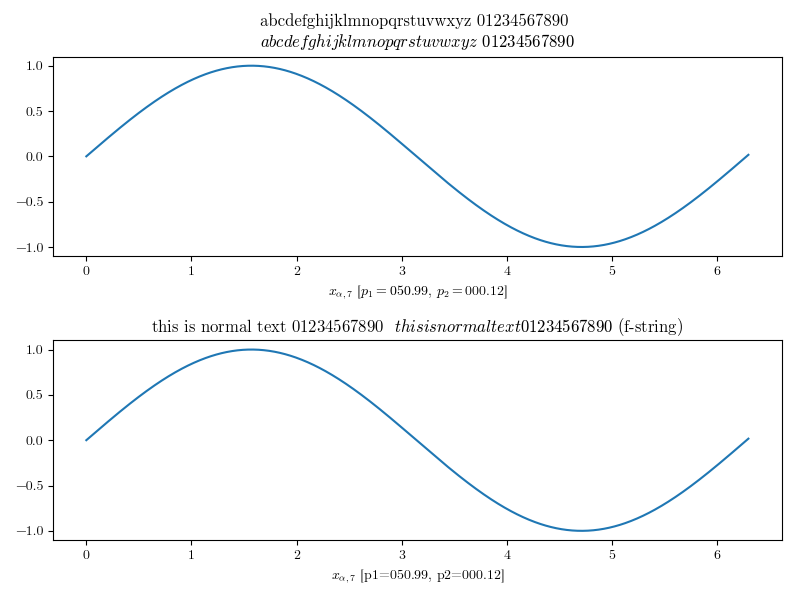 abcdefghijklmnopqrstuvwxyz 01234567890
abcdefghijklmnopqrstuvwxyz 01234567890
1.0
0.5
0.0
−0.5
−1.0
0 1 2 3 4 5 6
x_{α,7} [p₁ = 050.99, p₂ = 000.12]
this is normal text 01234567890 thisisnormaltext01234567890 (f-string)
1.0
0.5
0.0
−0.5
−1.0
0 1 2 3 4 5 6
x_{α,7} [p1=050.99, p2=000.12]